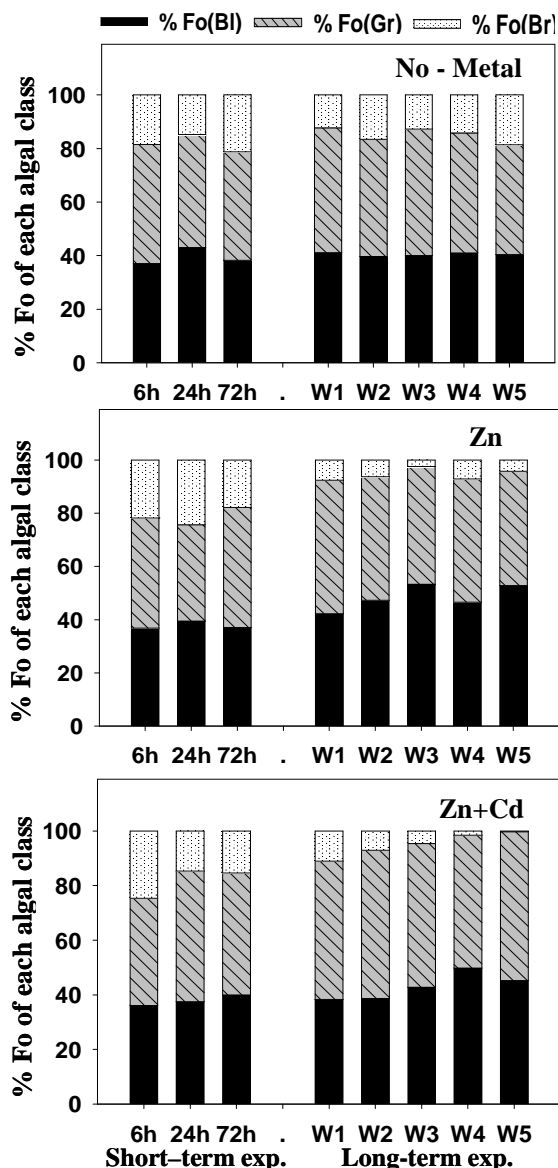 % Fo(Bl) % Fo(Gr) % Fo(Br)
No - Metal
% Fo of each algal class
100
80
60
40
20
0
6h 24h 72h . W1 W2 W3 W4 W5
Zn
% Fo of each algal class
100
80
60
40
20
0
6h 24h 72h . W1 W2 W3 W4 W5
Zn+Cd
% Fo of each algal class
100
80
60
40
20
0
6h 24h 72h . W1 W2 W3 W4 W5
Short–term exp. Long-term exp.